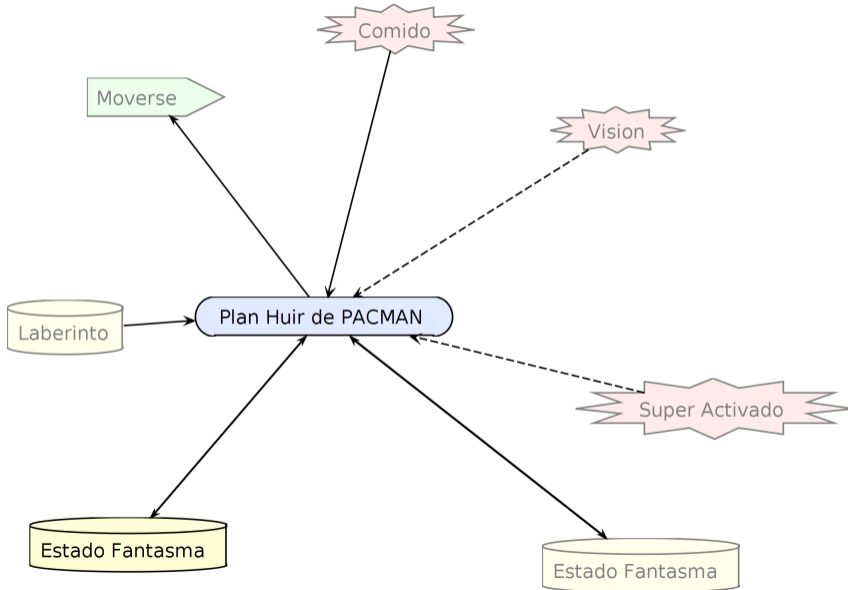 Comido
Moverse
Vision
Plan Huir de PACMAN
Laberinto
Super Activado
Estado Fantasma
Estado Fantasma